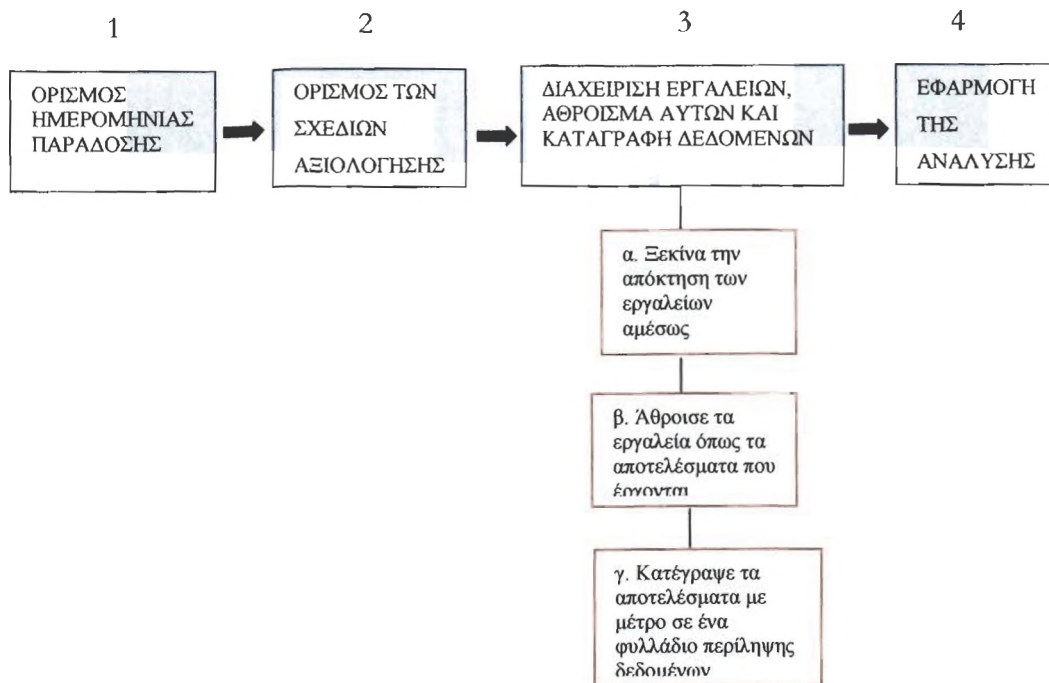 1
2
3
4
ΟΡΙΣΜΟΣ
ΗΜΕΡΟΜΗΝΙΑΣ
ΠΑΡΑΔΟΣΗΣ
ΟΡΙΣΜΟΣ ΤΩΝ
ΣΧΕΔΙΩΝ
ΑΞΙΟΛΟΓΗΣΗΣ
ΔΙΑΧΕΙΡΙΣΗ ΕΡΓΑΛΕΙΩΝ,
ΑΘΡΟΙΣΜΑ ΑΥΤΩΝ ΚΑΙ
ΚΑΤΑΓΡΑΦΗ ΔΕΔΟΜΕΝΩΝ
ΕΦΑΡΜΟΓΗ
ΤΗΣ
ΑΝΑΛΥΣΗΣ
α. Ξεκίνα την
απόκτηση των
εργαλείων
αμέσως
β. Άθροισε τα
εργαλεία όπως τα
αποτελέσματα που
έρχονται
γ. Κατέγραψε τα
αποτελέσματα με
μέτρο σε ένα
φυλλάδιο περίληψης
δεδομένων